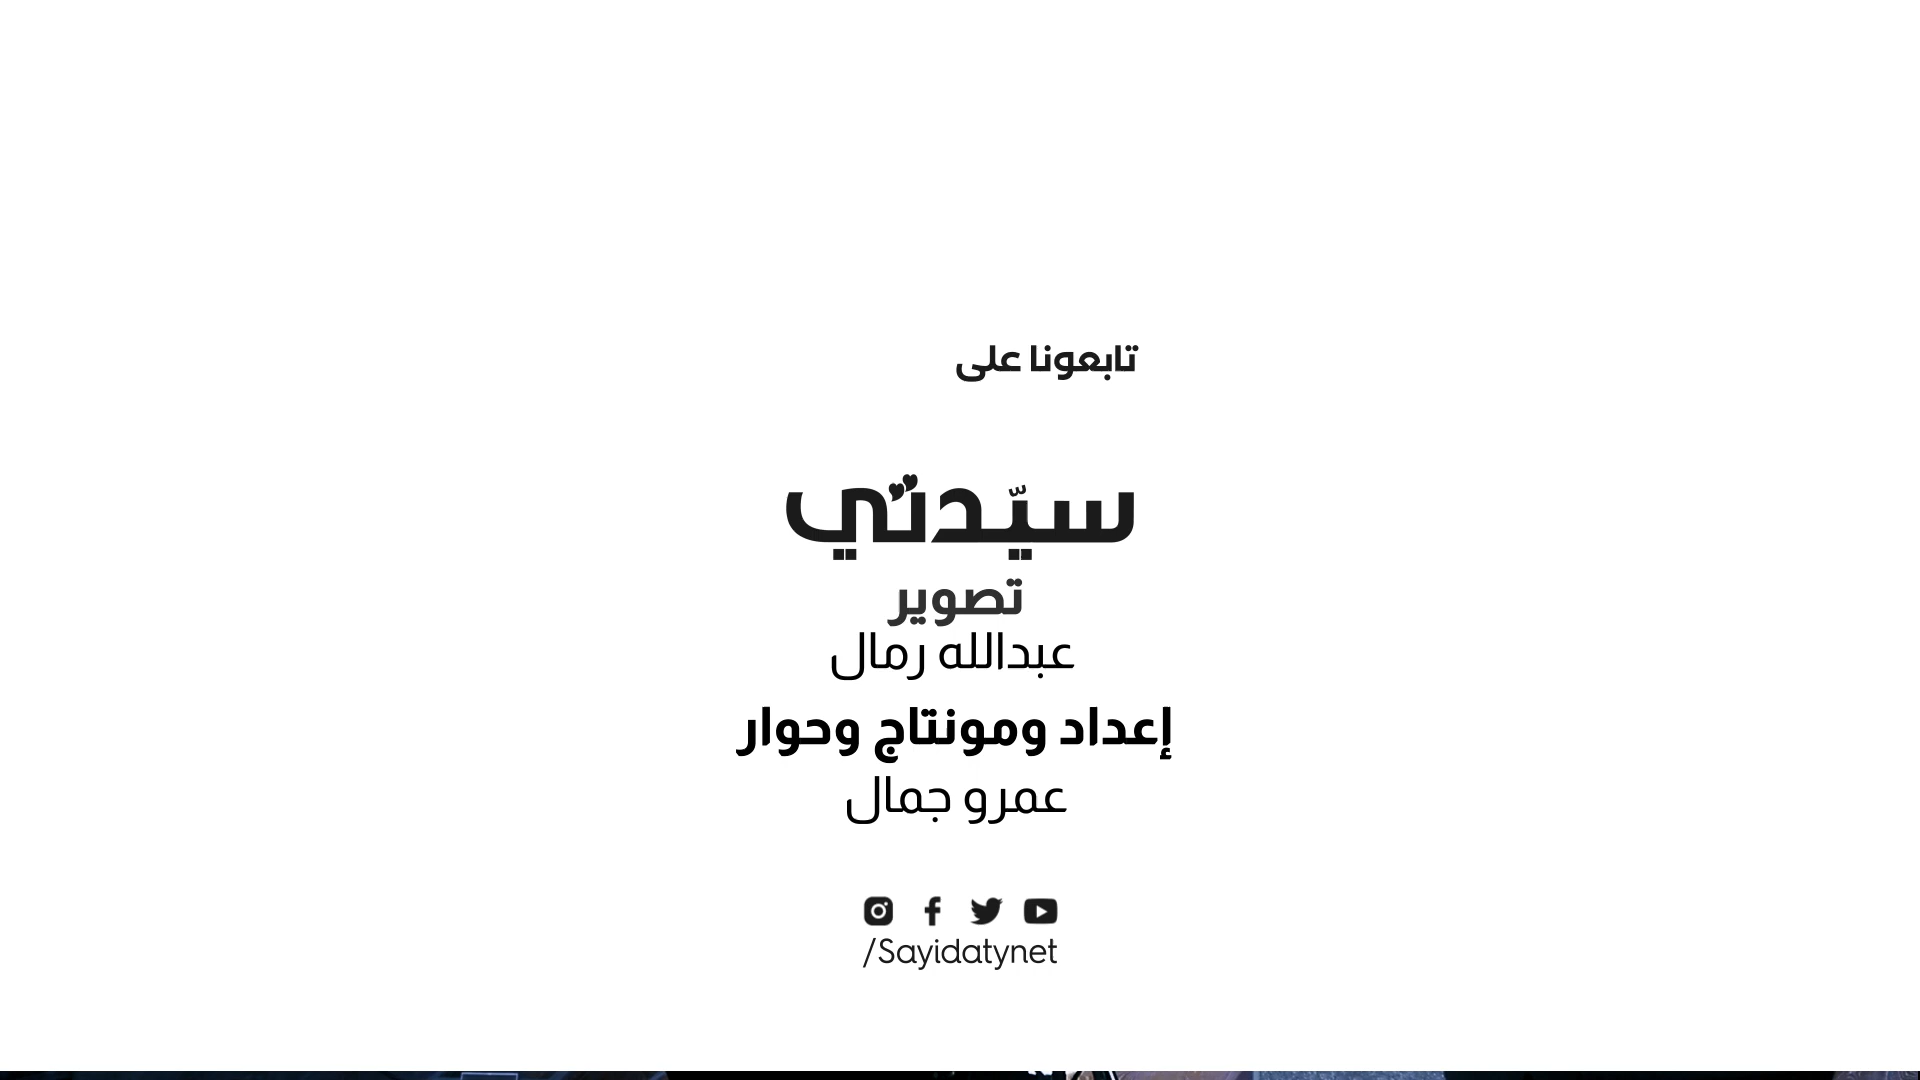 تابعونا على
سيّدتي
تصوير
عبدالله رمال
إعداد ومونتاج وحوار
عمرو جمال
/Sayidatynet